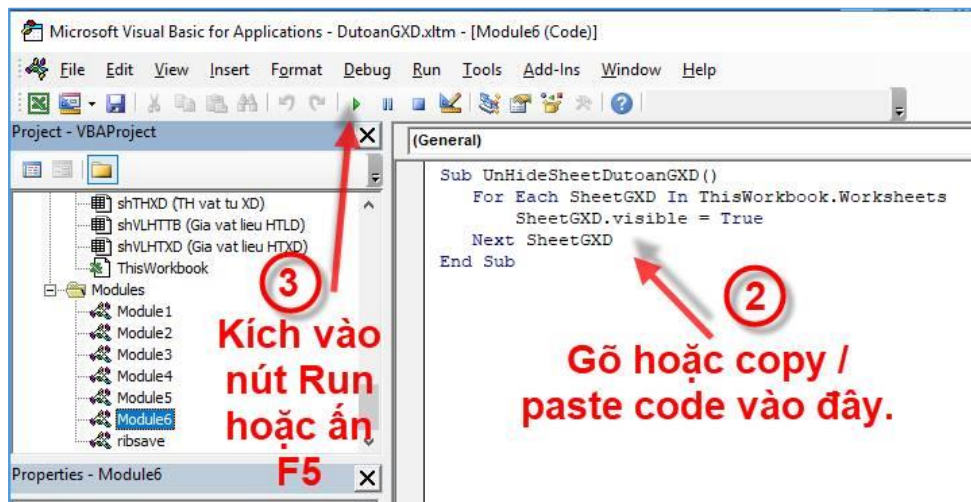 Microsoft Visual Basic for Applications - DutoanGXD.xltm - [Module6 (Code)]
File Edit View Insert Format Debug Run Tools Add-Ins Window Help
Project - VBAProject
shTHXD (TH vat tu XD)
shVLHTTB (Gia vat lieu HTLD)
shVLHTXD (Gia vat lieu HTXD)
ThisWorkbook
Modules
Module1
Module2
Module3
Module4
Module5
Module6
ribsave
Properties - Module6
(General)
Sub UnHideSheetDutoanGXD()
For Each SheetGXD In ThisWorkbook.Worksheets
SheetGXD.visible = True
Next SheetGXD
End Sub
3
Kích vào
nút Run
hoặc ấn
F5
2
Gõ hoặc copy /
paste code vào đây.